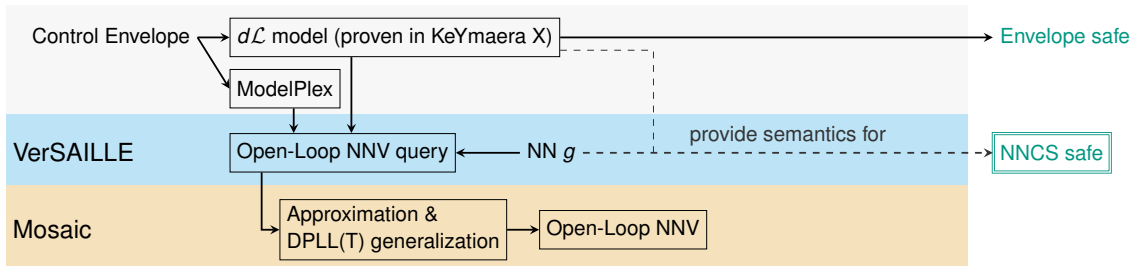 Control Envelope
dℒ model (proven in KeYmaera X)
Envelope safe
ModelPlex
VerSAILLE
Open-Loop NNV query
NN g
provide semantics for
NNCS safe
Mosaic
Approximation &
DPLL(T) generalization
Open-Loop NNV